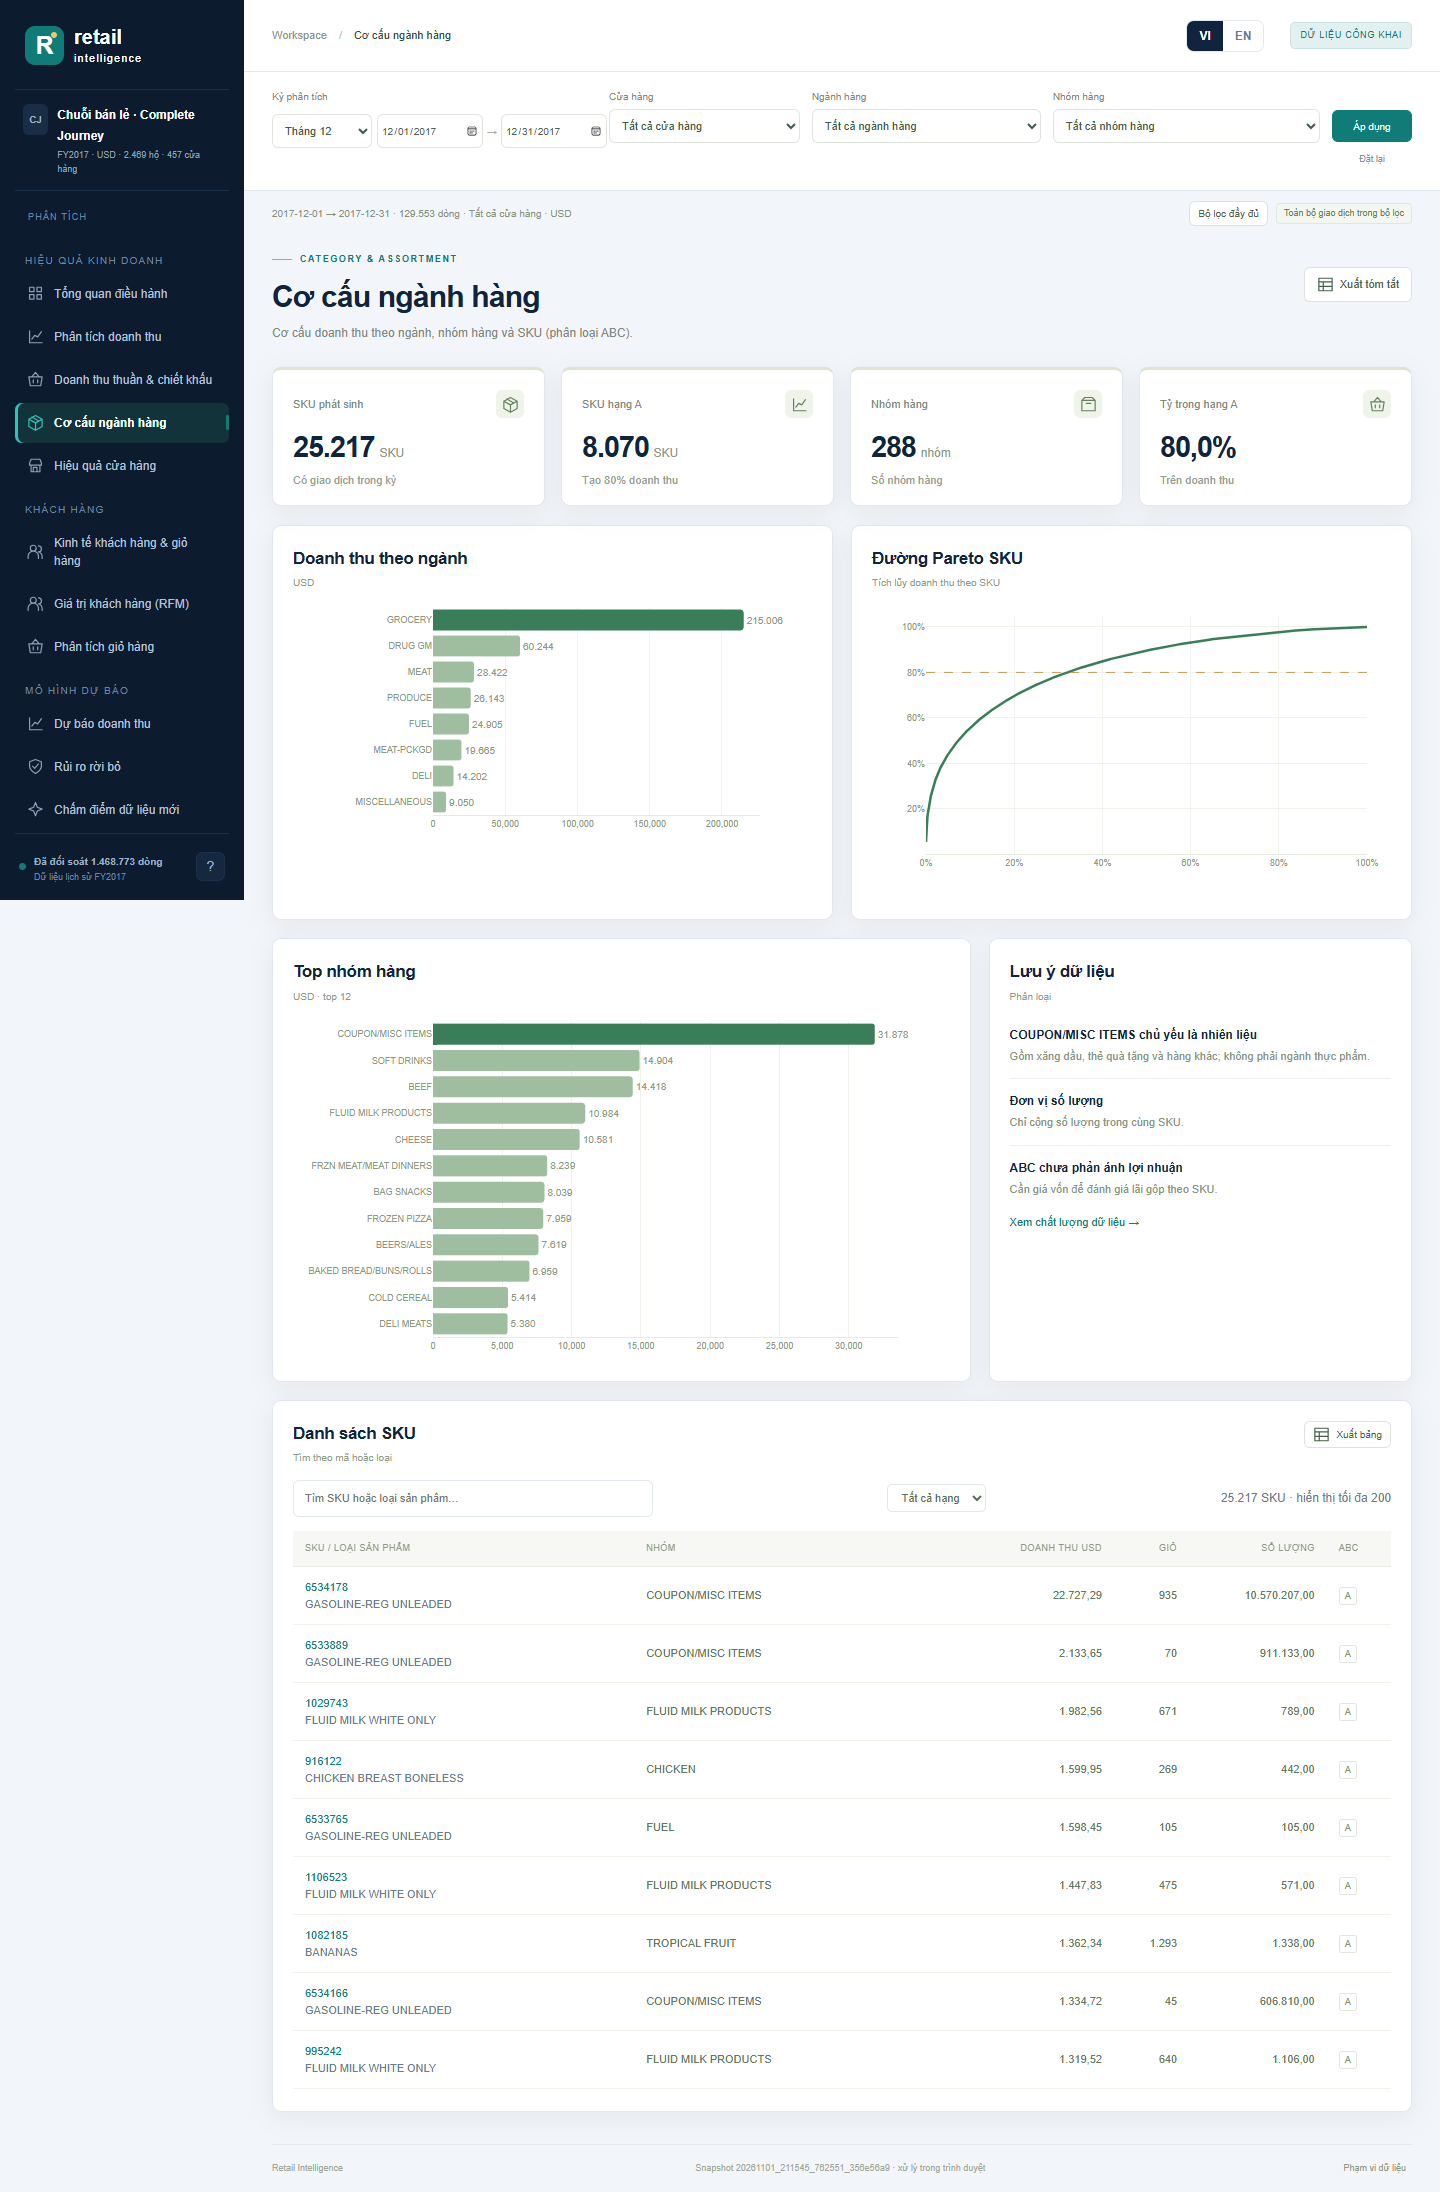 retail
intelligence
CJ
Chuỗi bán lẻ · Complete
Journey
FY2017 · USD · 2.469 hộ · 457 cửa
hàng
PHÂN TÍCH
HIỆU QUẢ KINH DOANH
Tổng quan điều hành
Phân tích doanh thu
Doanh thu thuần & chiết khấu
Cơ cấu ngành hàng
Hiệu quả cửa hàng
KHÁCH HÀNG
Kinh tế khách hàng & giỏ
hàng
Giá trị khách hàng (RFM)
Phân tích giỏ hàng
MÔ HÌNH DỰ BÁO
Dự báo doanh thu
Rủi ro rời bỏ
Chấm điểm dữ liệu mới
Đã đối soát 1.468.773 dòng
Dữ liệu lịch sử FY2017
?
Workspace / Cơ cấu ngành hàng
VI EN
DỮ LIỆU CÔNG KHAI
Kỳ phân tích Cửa hàng Ngành hàng Nhóm hàng
Tháng 12 12/01/2017 → 12/31/2017 Tất cả cửa hàng Tất cả ngành hàng Tất cả nhóm hàng Áp dụng
Đặt lại
2017-12-01 → 2017-12-31 · 129.553 dòng · Tất cả cửa hàng · USD
Bộ lọc đầy đủ Toàn bộ giao dịch trong bộ lọc
CATEGORY & ASSORTMENT
Cơ cấu ngành hàng
Xuất tóm tắt
Cơ cấu doanh thu theo ngành, nhóm hàng và SKU (phân loại ABC).
SKU phát sinh
25.217 SKU
Có giao dịch trong kỳ
SKU hạng A
8.070 SKU
Tạo 80% doanh thu
Nhóm hàng
288 nhóm
Số nhóm hàng
Tỷ trọng hạng A
80,0%
Trên doanh thu
Doanh thu theo ngành
USD
GROCERY 215.006
DRUG GM 60.244
MEAT 28.422
PRODUCE 26.143
FUEL 24.905
MEAT-PCKGD 19.665
DELI 14.202
MISCELLANEOUS 9.050
0 50,000 100,000 150,000 200,000
Đường Pareto SKU
Tích lũy doanh thu theo SKU
100%
80%
60%
40%
20%
0% 20% 40% 60% 80% 100%
Top nhóm hàng
USD · top 12
COUPON/MISC ITEMS 31.878
SOFT DRINKS 14.904
BEEF 14.418
FLUID MILK PRODUCTS 10.984
CHEESE 10.581
FRZN MEAT/MEAT DINNERS 8.239
BAG SNACKS 8.039
FROZEN PIZZA 7.959
BEERS/ALES 7.619
BAKED BREAD/BUNS/ROLLS 6.959
COLD CEREAL 5.414
DELI MEATS 5.380
0 5,000 10,000 15,000 20,000 25,000 30,000
Lưu ý dữ liệu
Phân loại
COUPON/MISC ITEMS chủ yếu là nhiên liệu
Gồm xăng dầu, thẻ quà tặng và hàng khác; không phải ngành thực phẩm.
Đơn vị số lượng
Chỉ cộng số lượng trong cùng SKU.
ABC chưa phản ánh lợi nhuận
Cần giá vốn để đánh giá lãi gộp theo SKU.
Xem chất lượng dữ liệu →
Danh sách SKU
Xuất bảng
Tìm theo mã hoặc loại
Tìm SKU hoặc loại sản phẩm... Tất cả hạng 25.217 SKU · hiển thị tối đa 200
SKU / LOẠI SẢN PHẨM NHÓM DOANH THU USD GIỎ SỐ LƯỢNG ABC
6534178
GASOLINE-REG UNLEADED COUPON/MISC ITEMS 22.727,29 935 10.570.207,00 A
6533889
GASOLINE-REG UNLEADED COUPON/MISC ITEMS 2.133,65 70 911.133,00 A
1029743
FLUID MILK WHITE ONLY FLUID MILK PRODUCTS 1.982,56 671 789,00 A
916122
CHICKEN BREAST BONELESS CHICKEN 1.599,95 269 442,00 A
6533765
GASOLINE-REG UNLEADED FUEL 1.598,45 105 105,00 A
1106523
FLUID MILK WHITE ONLY FLUID MILK PRODUCTS 1.447,83 475 571,00 A
1082185
BANANAS TROPICAL FRUIT 1.362,34 1.293 1.338,00 A
6534166
GASOLINE-REG UNLEADED COUPON/MISC ITEMS 1.334,72 45 606.810,00 A
995242
FLUID MILK WHITE ONLY FLUID MILK PRODUCTS 1.319,52 640 1.106,00 A
Retail Intelligence Snapshot 20261101_211545_762551_356e56a9 · xử lý trong trình duyệt Phạm vi dữ liệu